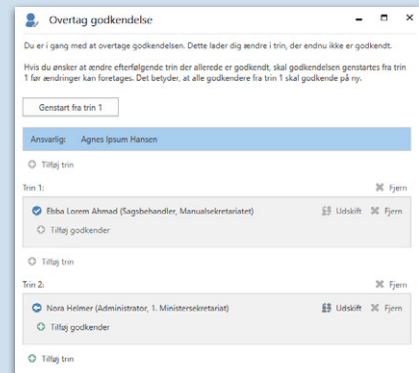 Overtag godkendelse
Du er i gang med at overtage godkendelsen. Dette lader dig ændre i trin, der endnu ikke er godkendt.
Hvis du ønsker at ændre efterfølgende trin der allerede er godkendt, skal godkendelsen genstartes fra trin
1 før ændringer kan foretages. Det betyder, at alle godkendere fra trin 1 skal godkende på ny.
Genstart fra trin 1
Ansvarlig: Agnes Ipsum Hansen
Tilføj trin
Trin 1: Fjern
Ebba Lorem Ahmad (Sagsbehandler, Manualsekretariatet) Udskift Fjern
Tilføj godkender
Tilføj trin
Trin 2: Fjern
Nora Helmer (Administrator, 1. Ministersekretariat) Udskift Fjern
Tilføj godkender
Tilføj trin